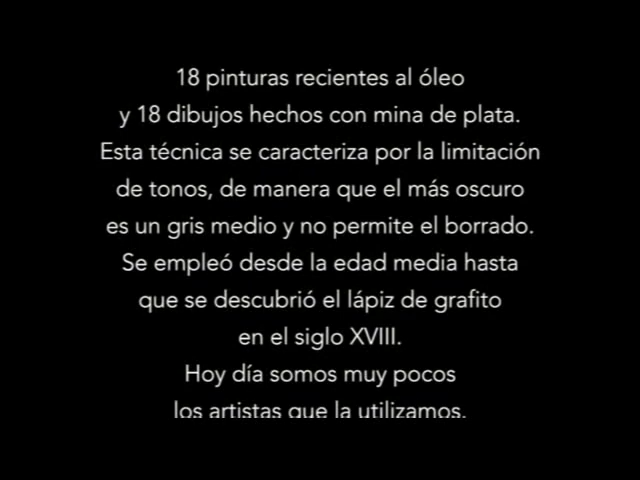 18 pinturas recientes al óleo
y 18 dibujos hechos con mina de plata.
Esta técnica se caracteriza por la limitación
de tonos, de manera que el más oscuro
es un gris medio y no permite el borrado.
Se empleó desde la edad media hasta
que se descubrió el lápiz de grafito
en el siglo XVIII.
Hoy día somos muy pocos
los artistas que la utilizamos.